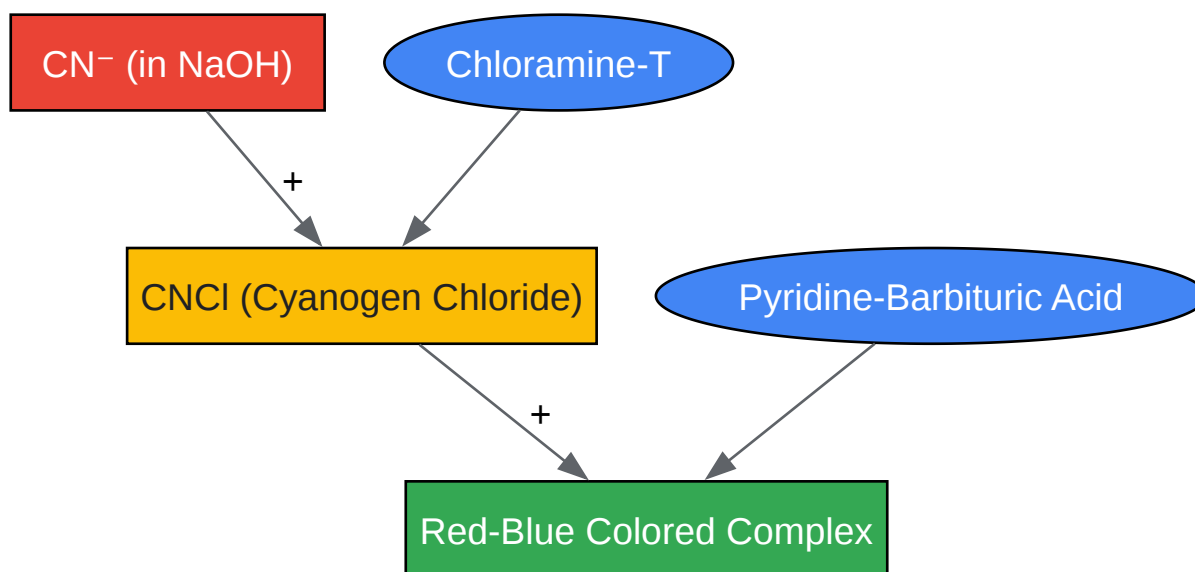 CN⁻ (in NaOH)
Chloramine-T
+
CNCl (Cyanogen Chloride)
Pyridine-Barbituric Acid
+
Red-Blue Colored Complex